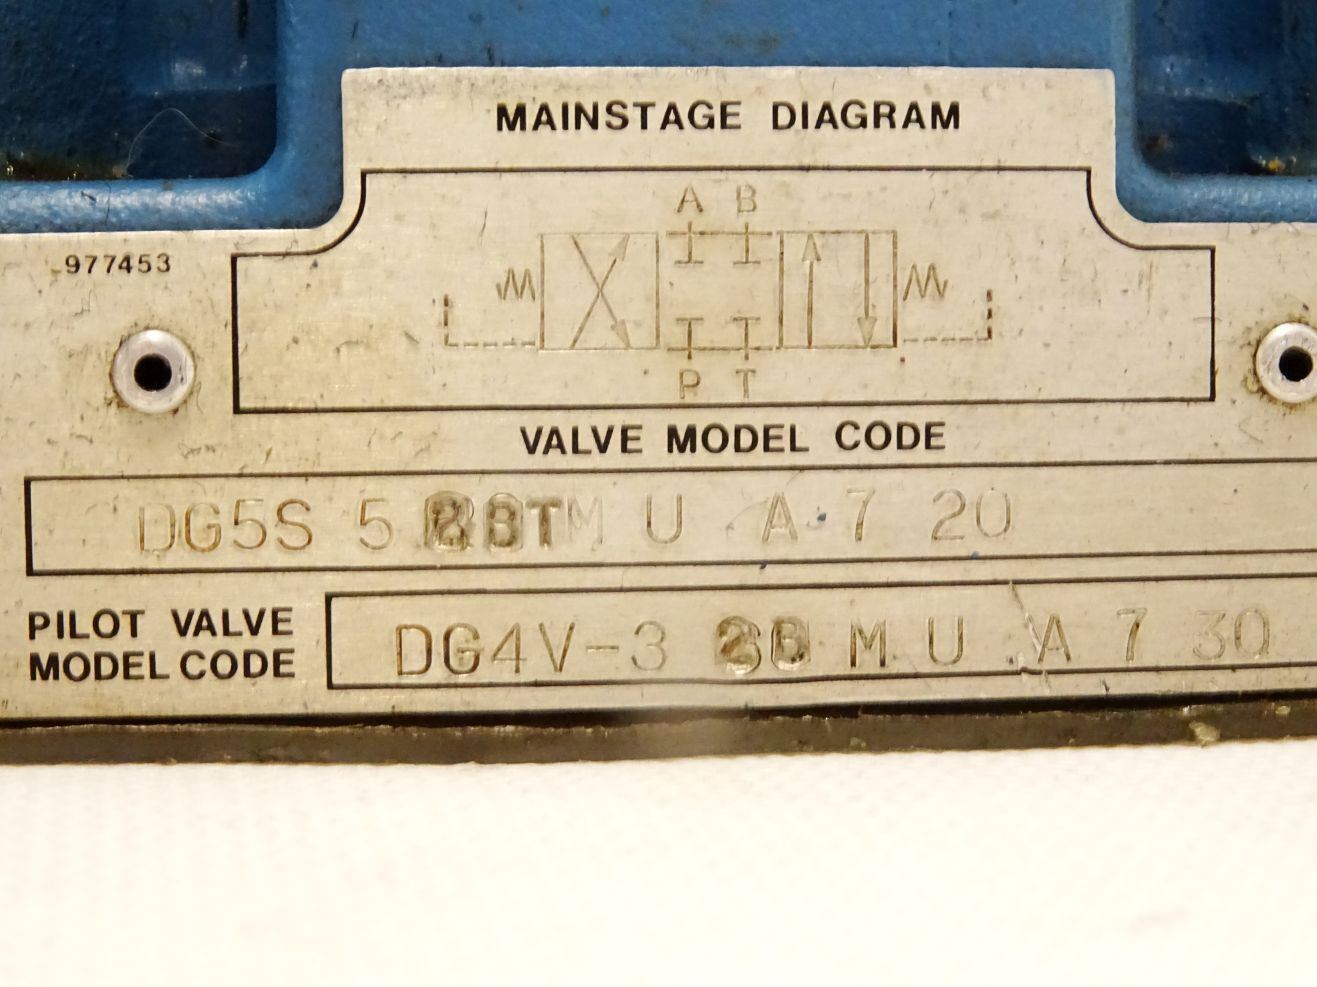 MAINSTAGE DIAGRAM
A B
977453
P T
VALVE MODEL CODE
DG5S 5 M U A 7 20
PILOT VALVE
MODEL CODE
DG4V-3 M U A 7 30